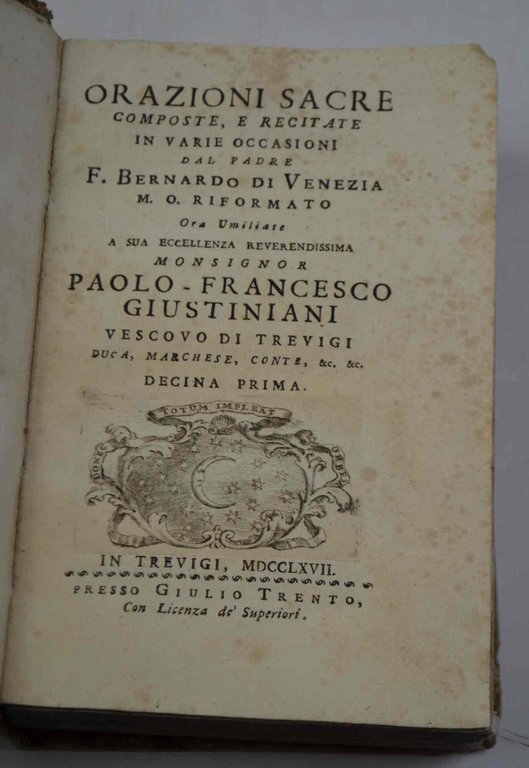 ORAZIONI SACRE
COMPOSTE, E RECITATE
IN VARIE OCCASIONI
DAL PADRE
F. BERNARDO DI VENEZIA
M. O. RIFORMATO
Ora Umiliate
A SUA ECCELLENZA REVERENDISSIMA
MONSIGNOR
PAOLO-FRANCESCO
GIUSTINIANI
VESCOVO DI TREVIGI
DUCA, MARCHESE, CONTE, &c. &c.
DECINA PRIMA.
DONEC TOTUM IMPLEAT ORBEM
IN TREVIGI, MDCCLXVII.
PRESSO GIULIO TRENTO,
Con Licenza de' Superiori.